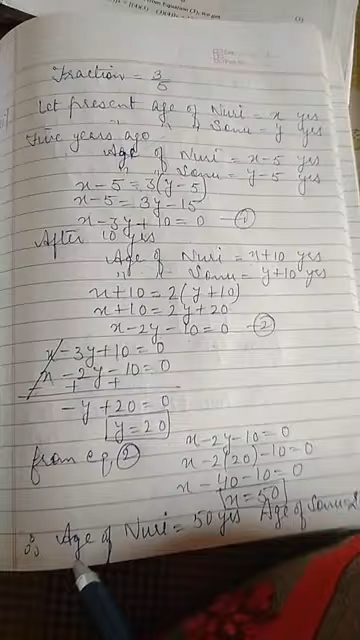 Fraction = 3/5
Let present age of Nuri = x yrs
" " " Sonu = y yrs
Five years ago
Age of Nuri = x-5 yrs
" " Sonu = y-5 yrs
x-5 = 3(y-5)
x-5 = 3y-15
x-3y+10=0 —①
After 10 yrs
Age of Nuri = x+10 yrs
" " Sonu = y+10 yrs
x+10 = 2(y+10)
x+10 = 2y+20
x-2y-10=0 —②
x-3y+10=0
x-2y-10=0
- + +
-y+20=0
y=20
from eq ②
x-2y-10=0
x-2(20)-10=0
x-40-10=0
x=50
∴ Age of Nuri = 50 yrs Age of Sonu =